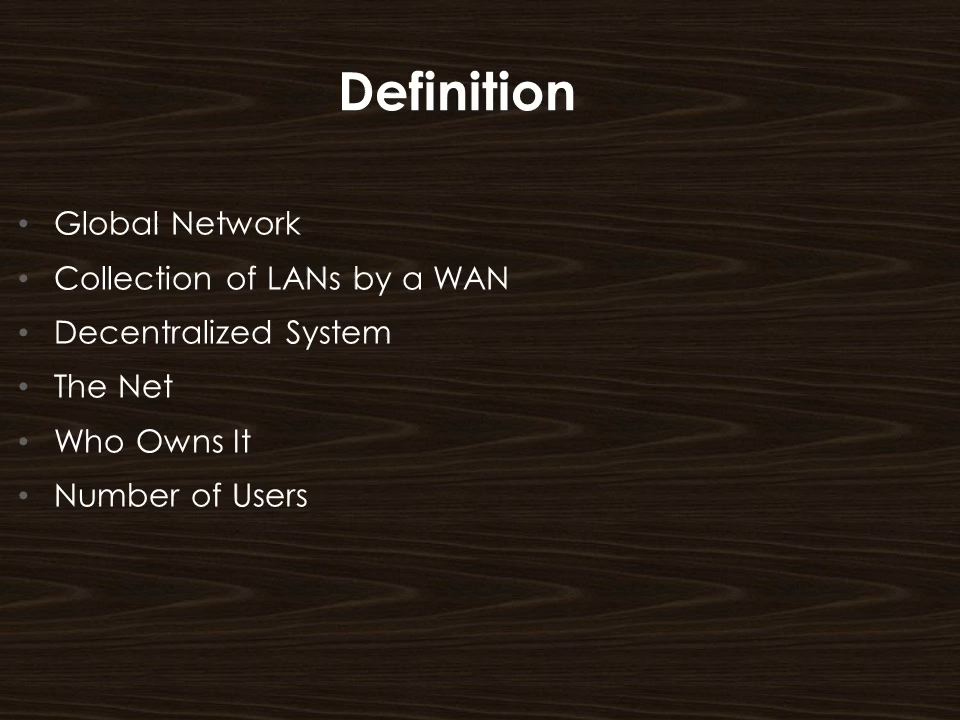 Definition
• Global Network
• Collection of LANs by a WAN
• Decentralized System
• The Net
• Who Owns It
• Number of Users